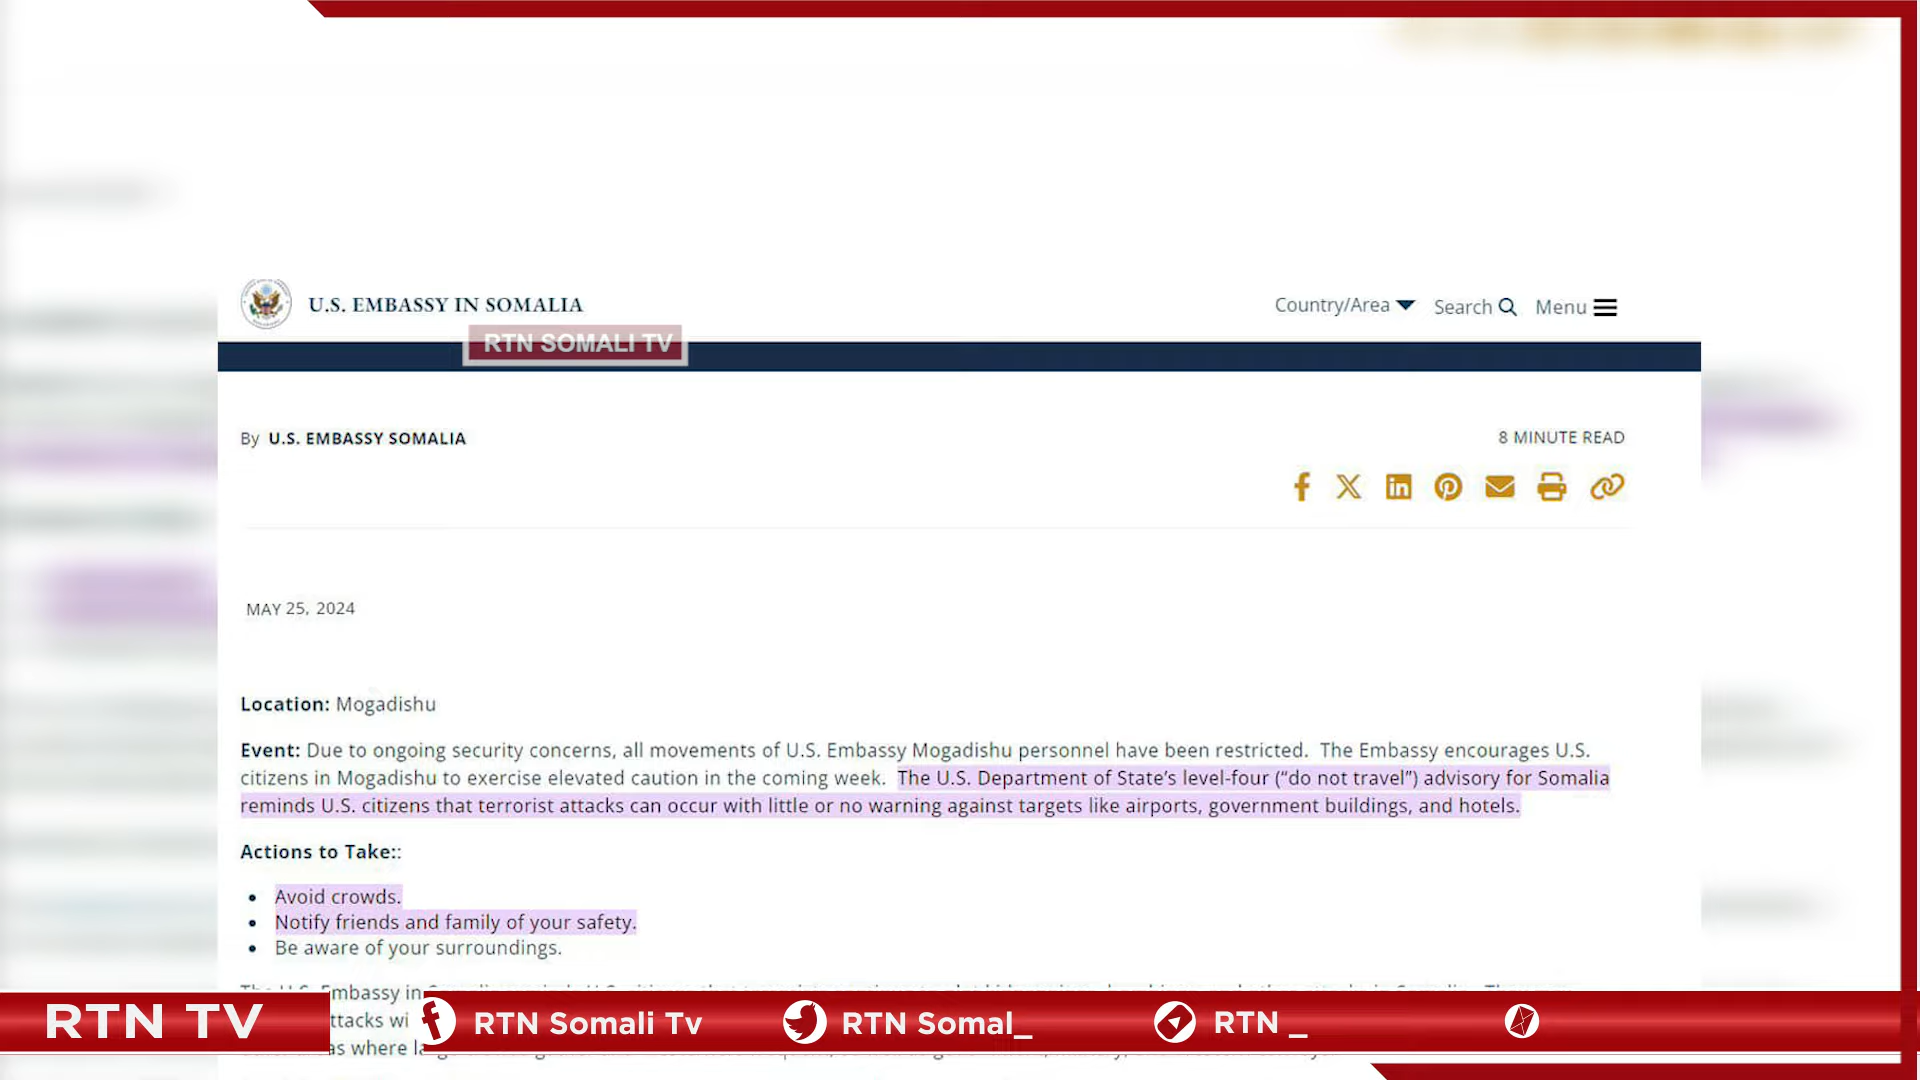 U.S. EMBASSY IN SOMALIA
Country/Area Search Menu
RTN SOMALI TV
By U.S. EMBASSY SOMALIA
8 MINUTE READ
MAY 25, 2024
Location: Mogadishu
Event: Due to ongoing security concerns, all movements of U.S. Embassy Mogadishu personnel have been restricted. The Embassy encourages U.S.
citizens in Mogadishu to exercise elevated caution in the coming week. The U.S. Department of State’s level-four (“do not travel”) advisory for Somalia
reminds U.S. citizens that terrorist attacks can occur with little or no warning against targets like airports, government buildings, and hotels.
Actions to Take::
• Avoid crowds.
• Notify friends and family of your safety.
• Be aware of your surroundings.
RTN TV
RTN Somali Tv
RTN Somal_
RTN _